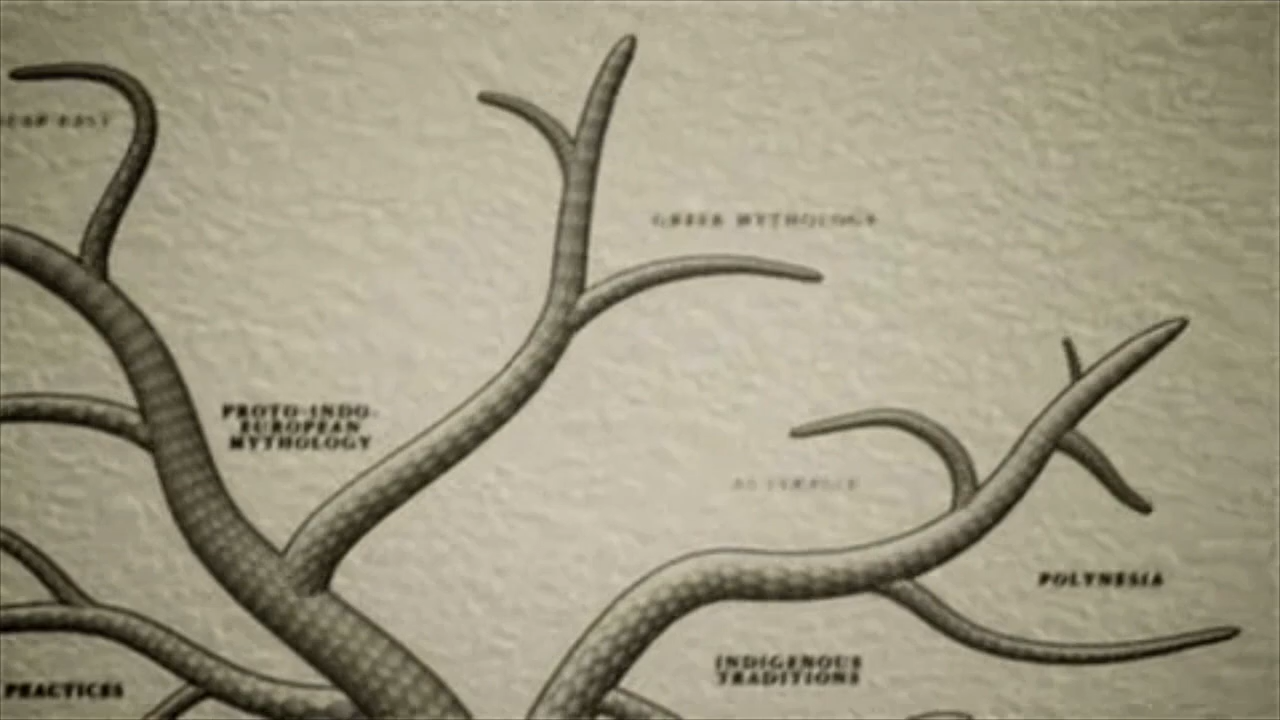 GREEK MYTHOLOGY
PROTO-INDO-
EUROPEAN
MYTHOLOGY
POLYNESIA
INDIGENOUS
TRADITIONS
PRACTICES